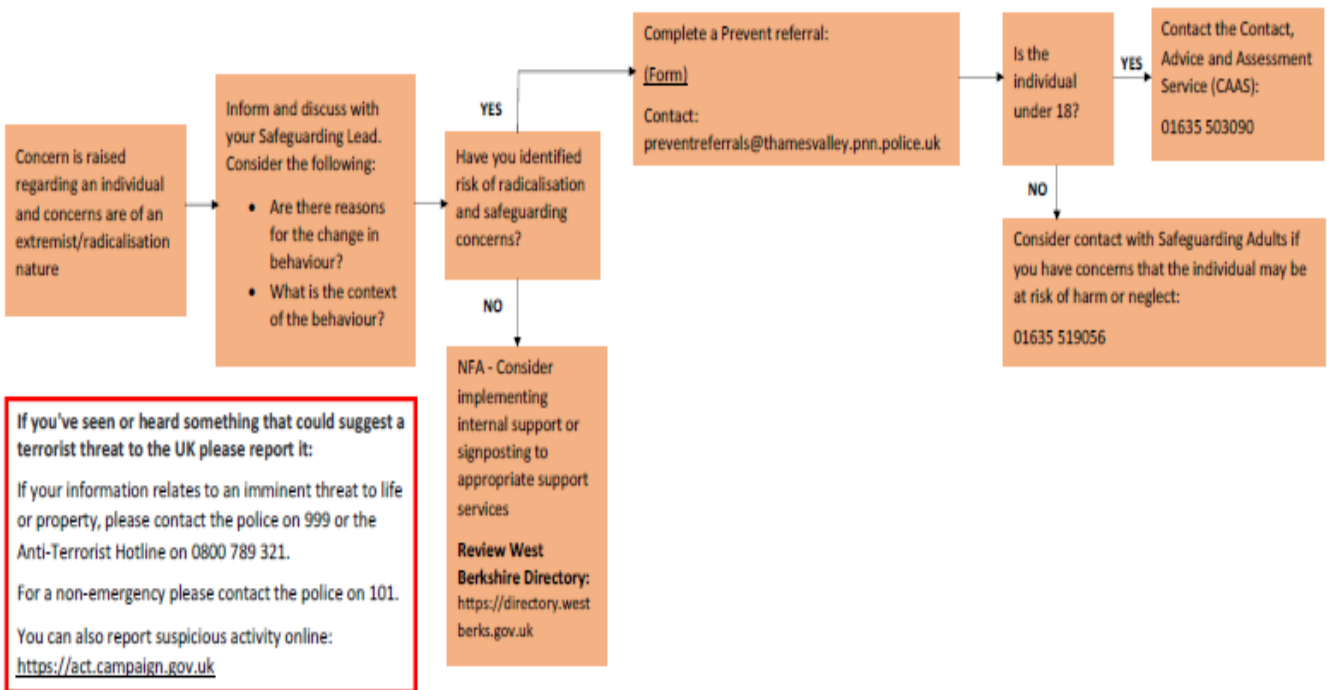 Concern is raised
regarding an individual
and concerns are of an
extremist/radicalisation
nature
Inform and discuss with
your Safeguarding Lead.
Consider the following:
• Are there reasons
for the change in
behaviour?
• What is the context
of the behaviour?
Have you identified
risk of radicalisation
and safeguarding
concerns?
YES
Complete a Prevent referral:
(Form)
Contact:
preventreferrals@thamesvalley.pnn.police.uk
Is the
individual
under 18?
YES
Contact the Contact,
Advice and Assessment
Service (CAAS):
01635 503090
NO
Consider contact with Safeguarding Adults if
you have concerns that the individual may be
at risk of harm or neglect:
01635 519056
NO
NFA - Consider
implementing
internal support or
signposting to
appropriate support
services
Review West
Berkshire Directory:
https://directory.west
berks.gov.uk
If you've seen or heard something that could suggest a
terrorist threat to the UK please report it:
If your information relates to an imminent threat to life
or property, please contact the police on 999 or the
Anti-Terrorist Hotline on 0800 789 321.
For a non-emergency please contact the police on 101.
You can also report suspicious activity online:
https://act.campaign.gov.uk